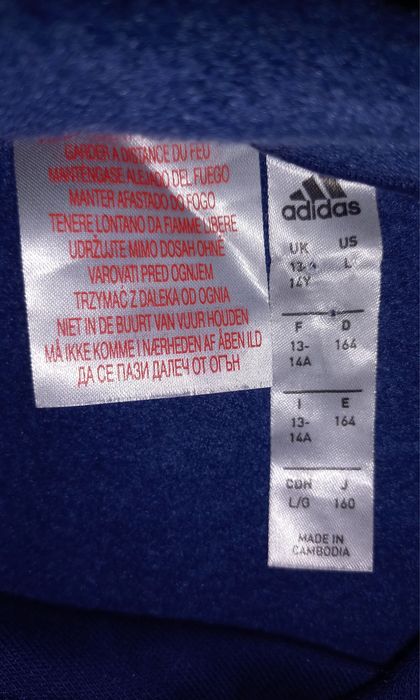 GARDER A DISTANCE DU FEU
MANTENGASE ALEJADO DEL FUEGO
MANTER AFASTADO DO FOGO
TENERE LONTANO DA FIAMME LIBERE
UDRŽUJTE MIMO DOSAH OHNĚ
VAROVATI PRED OGNJEM
TRZYMAĆ Z DALEKA OD OGNIA
NIET IN DE BUURT VAN VUUR HOUDEN
MÅ IKKE KOMME I NÆRHEDEN AF ÅBEN ILD
ДА СЕ ПАЗИ ДАЛЕЧ ОТ ОГЪН
adidas
UK US
13- L
14Y
F D
13- 164
14A
I E
13- 164
14A
CDN J
L/G 160
MADE IN
CAMBODIA